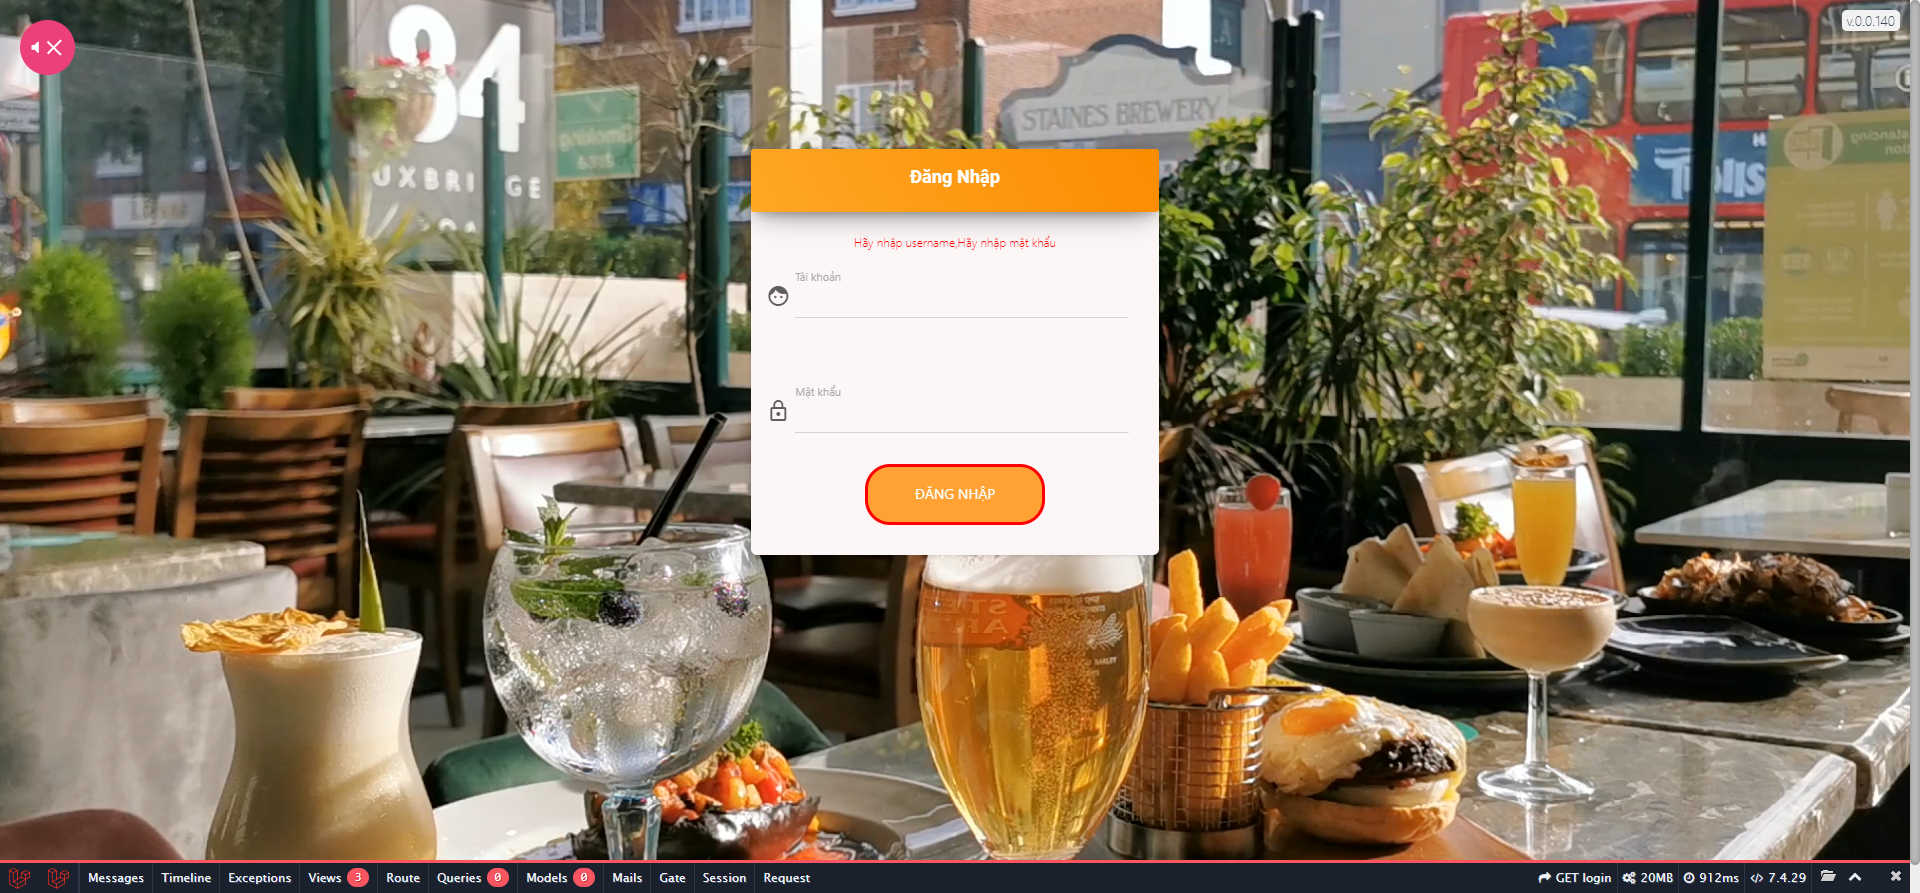 v.0.0.140
84
UXBRIDGE
STAINES BREWERY
Đăng Nhập
Hãy nhập username,Hãy nhập mật khẩu
Tài khoản
Mật khẩu
ĐĂNG NHẬP
Messages Timeline Exceptions Views 3 Route Queries 0 Models 0 Mails Gate Session Request GET login 20MB 912ms 7.4.29